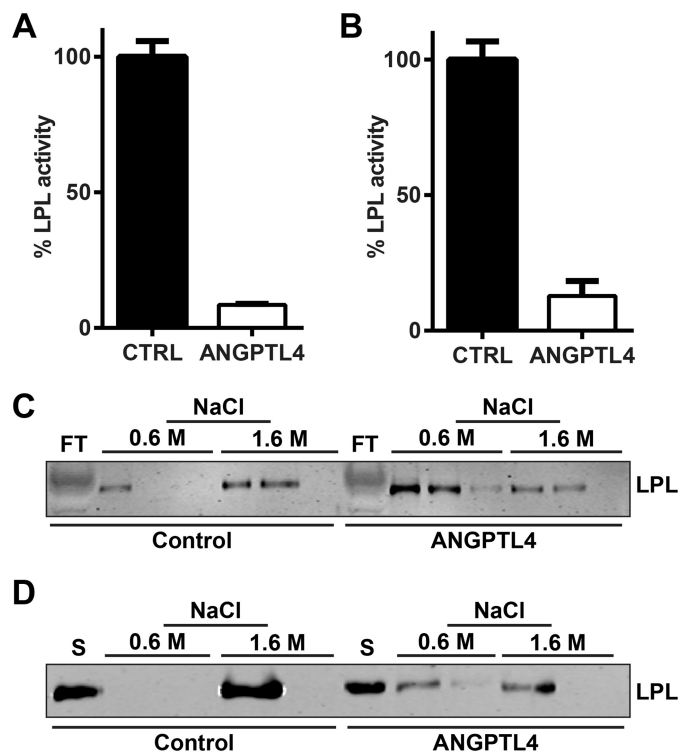 A
% LPL activity
100
50
0
CTRL ANGPTL4
B
% LPL activity
100
50
0
CTRL ANGPTL4
C
NaCl NaCl
FT 0.6 M 1.6 M FT 0.6 M 1.6 M
LPL
Control ANGPTL4
D
NaCl NaCl
S 0.6 M 1.6 M S 0.6 M 1.6 M
LPL
Control ANGPTL4